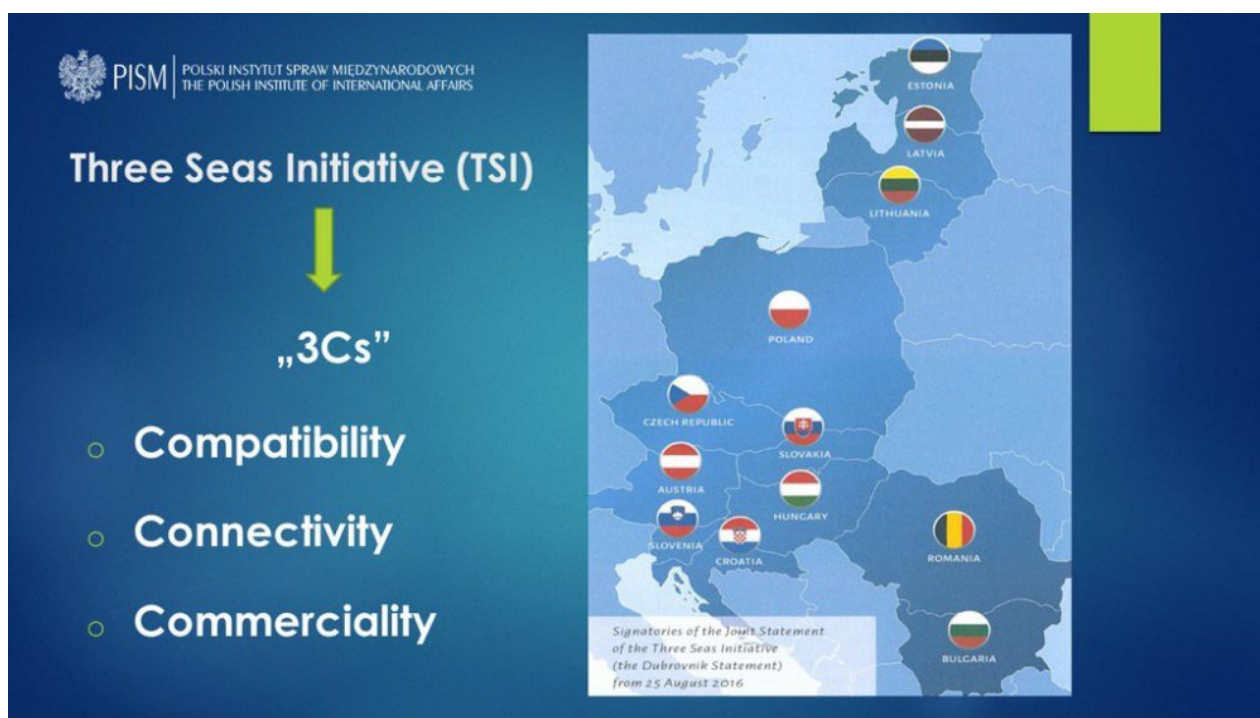 PISM
POLSKI INSTYTUT SPRAW MIĘDZYNARODOWYCH
THE POLISH INSTITUTE OF INTERNATIONAL AFFAIRS
Three Seas Initiative (TSI)
„3Cs”
Compatibility
Connectivity
Commerciality
ESTONIA
LATVIA
LITHUANIA
POLAND
CZECH REPUBLIC
SLOVAKIA
AUSTRIA
HUNGARY
SLOVENIA
CROATIA
ROMANIA
BULGARIA
Signatories of the Joint Statement
of the Three Seas Initiative
(the Dubrovnik Statement)
from 25 August 2016